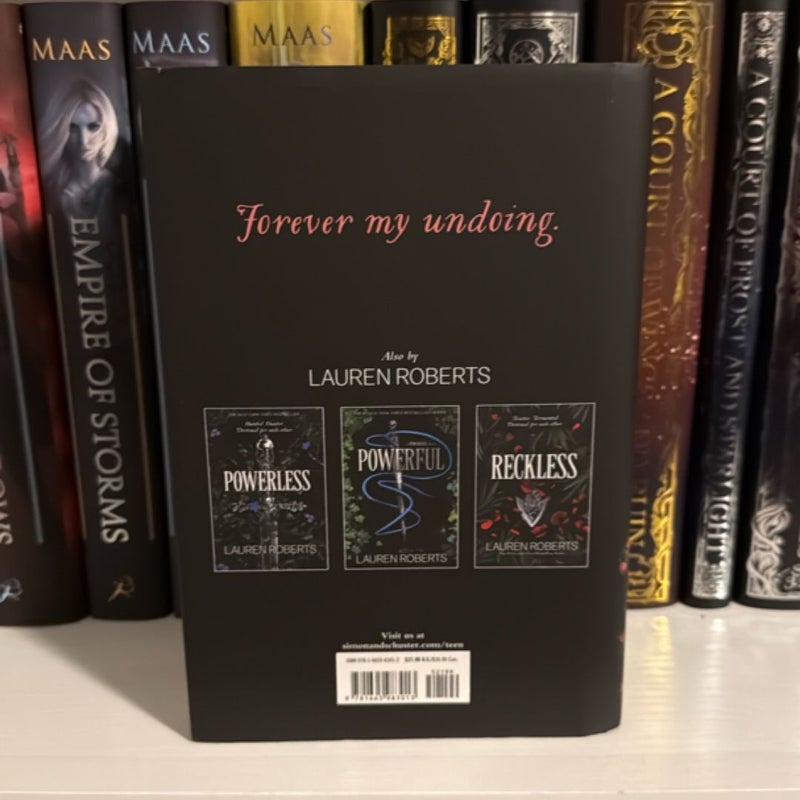 MAAS
MAAS
MAAS
EMPIRE OF STORMS
A COURT OF FROST AND STARLIGHT
A COURT
Forever my undoing.
Also by
LAUREN ROBERTS
POWERLESS
LAUREN ROBERTS
POWERFUL
LAUREN ROBERTS
RECKLESS
LAUREN ROBERTS
Visit us at
simonandschuster.com/teen